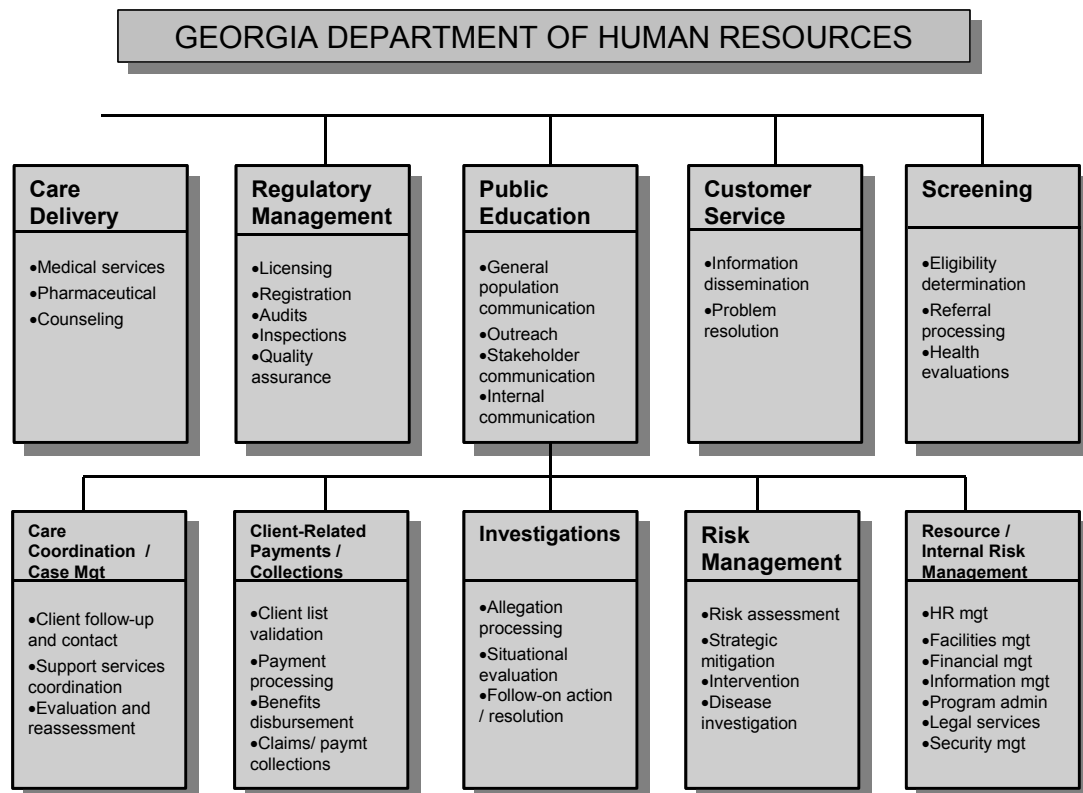 GEORGIA DEPARTMENT OF HUMAN RESOURCES
Care
Delivery
•Medical services
•Pharmaceutical
•Counseling
Regulatory
Management
•Licensing
•Registration
•Audits
•Inspections
•Quality
assurance
Public
Education
•General
population
communication
•Outreach
•Stakeholder
communication
•Internal
communication
Customer
Service
•Information
dissemination
•Problem
resolution
Screening
•Eligibility
determination
•Referral
processing
•Health
evaluations
Care
Coordination /
Case Mgt
•Client follow-up
and contact
•Support services
coordination
•Evaluation and
reassessment
Client-Related
Payments /
Collections
•Client list
validation
•Payment
processing
•Benefits
disbursement
•Claims/ paymt
collections
Investigations
•Allegation
processing
•Situational
evaluation
•Follow-on action
/ resolution
Risk
Management
•Risk assessment
•Strategic
mitigation
•Intervention
•Disease
investigation
Resource /
Internal Risk
Management
•HR mgt
•Facilities mgt
•Financial mgt
•Information mgt
•Program admin
•Legal services
•Security mgt